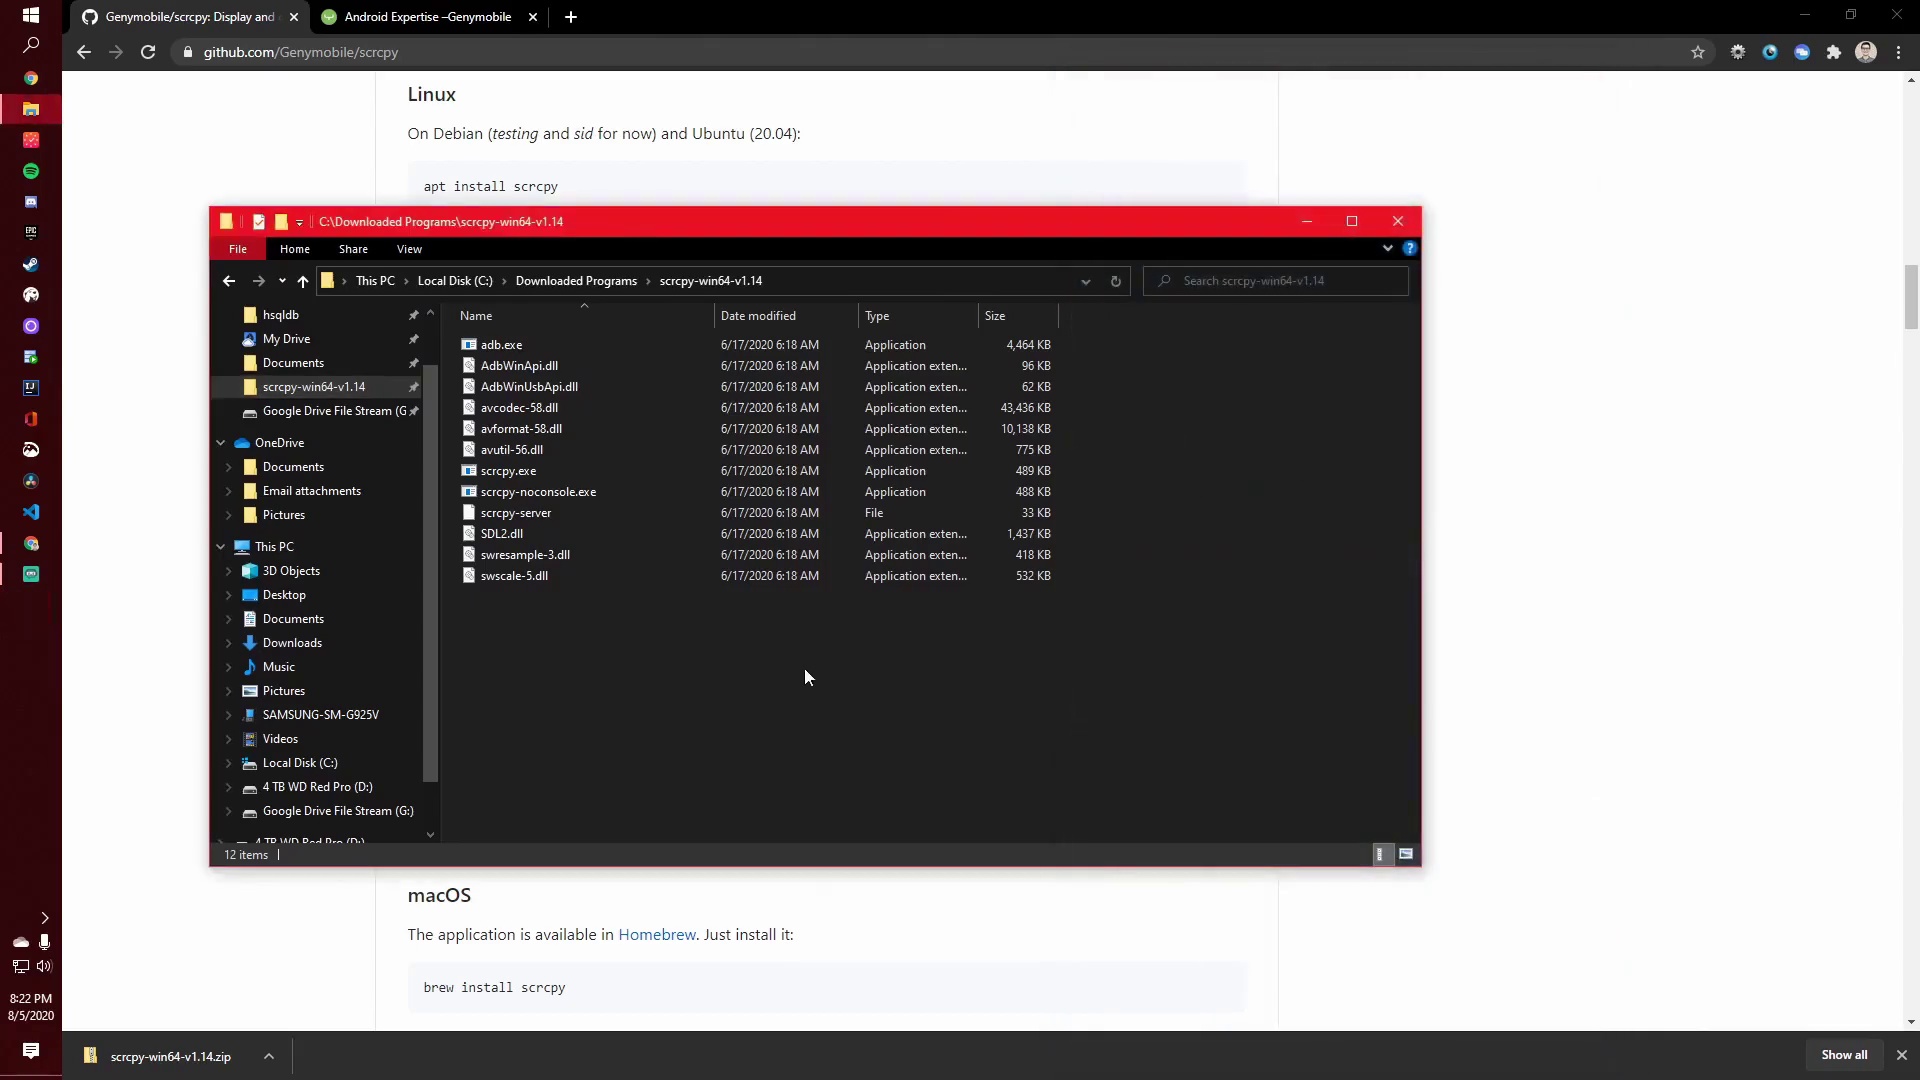 Genymobile/scrcpy: Display and
Android Expertise –Genymobile
github.com/Genymobile/scrcpy
Linux
On Debian (testing and sid for now) and Ubuntu (20.04):
apt install scrcpy
C:\Downloaded Programs\scrcpy-win64-v1.14
File Home Share View
This PC Local Disk (C:) Downloaded Programs scrcpy-win64-v1.14
Search scrcpy-win64-v1.14
hsqldb
My Drive
Documents
scrcpy-win64-v1.14
Google Drive File Stream (G
OneDrive
Documents
Email attachments
Pictures
This PC
3D Objects
Desktop
Documents
Downloads
Music
Pictures
SAMSUNG-SM-G925V
Videos
Local Disk (C:)
4 TB WD Red Pro (D:)
Google Drive File Stream (G:)
4 TB WD Red Pro (D:)
Name Date modified Type Size
adb.exe 6/17/2020 6:18 AM Application 4,464 KB
AdbWinApi.dll 6/17/2020 6:18 AM Application exten... 96 KB
AdbWinUsbApi.dll 6/17/2020 6:18 AM Application exten... 62 KB
avcodec-58.dll 6/17/2020 6:18 AM Application exten... 43,436 KB
avformat-58.dll 6/17/2020 6:18 AM Application exten... 10,138 KB
avutil-56.dll 6/17/2020 6:18 AM Application exten... 775 KB
scrcpy.exe 6/17/2020 6:18 AM Application 489 KB
scrcpy-noconsole.exe 6/17/2020 6:18 AM Application 488 KB
scrcpy-server 6/17/2020 6:18 AM File 33 KB
SDL2.dll 6/17/2020 6:18 AM Application exten... 1,437 KB
swresample-3.dll 6/17/2020 6:18 AM Application exten... 418 KB
swscale-5.dll 6/17/2020 6:18 AM Application exten... 532 KB
12 items
macOS
The application is available in Homebrew. Just install it:
brew install scrcpy
EPIC
8:22 PM
8/5/2020
scrcpy-win64-v1.14.zip
Show all